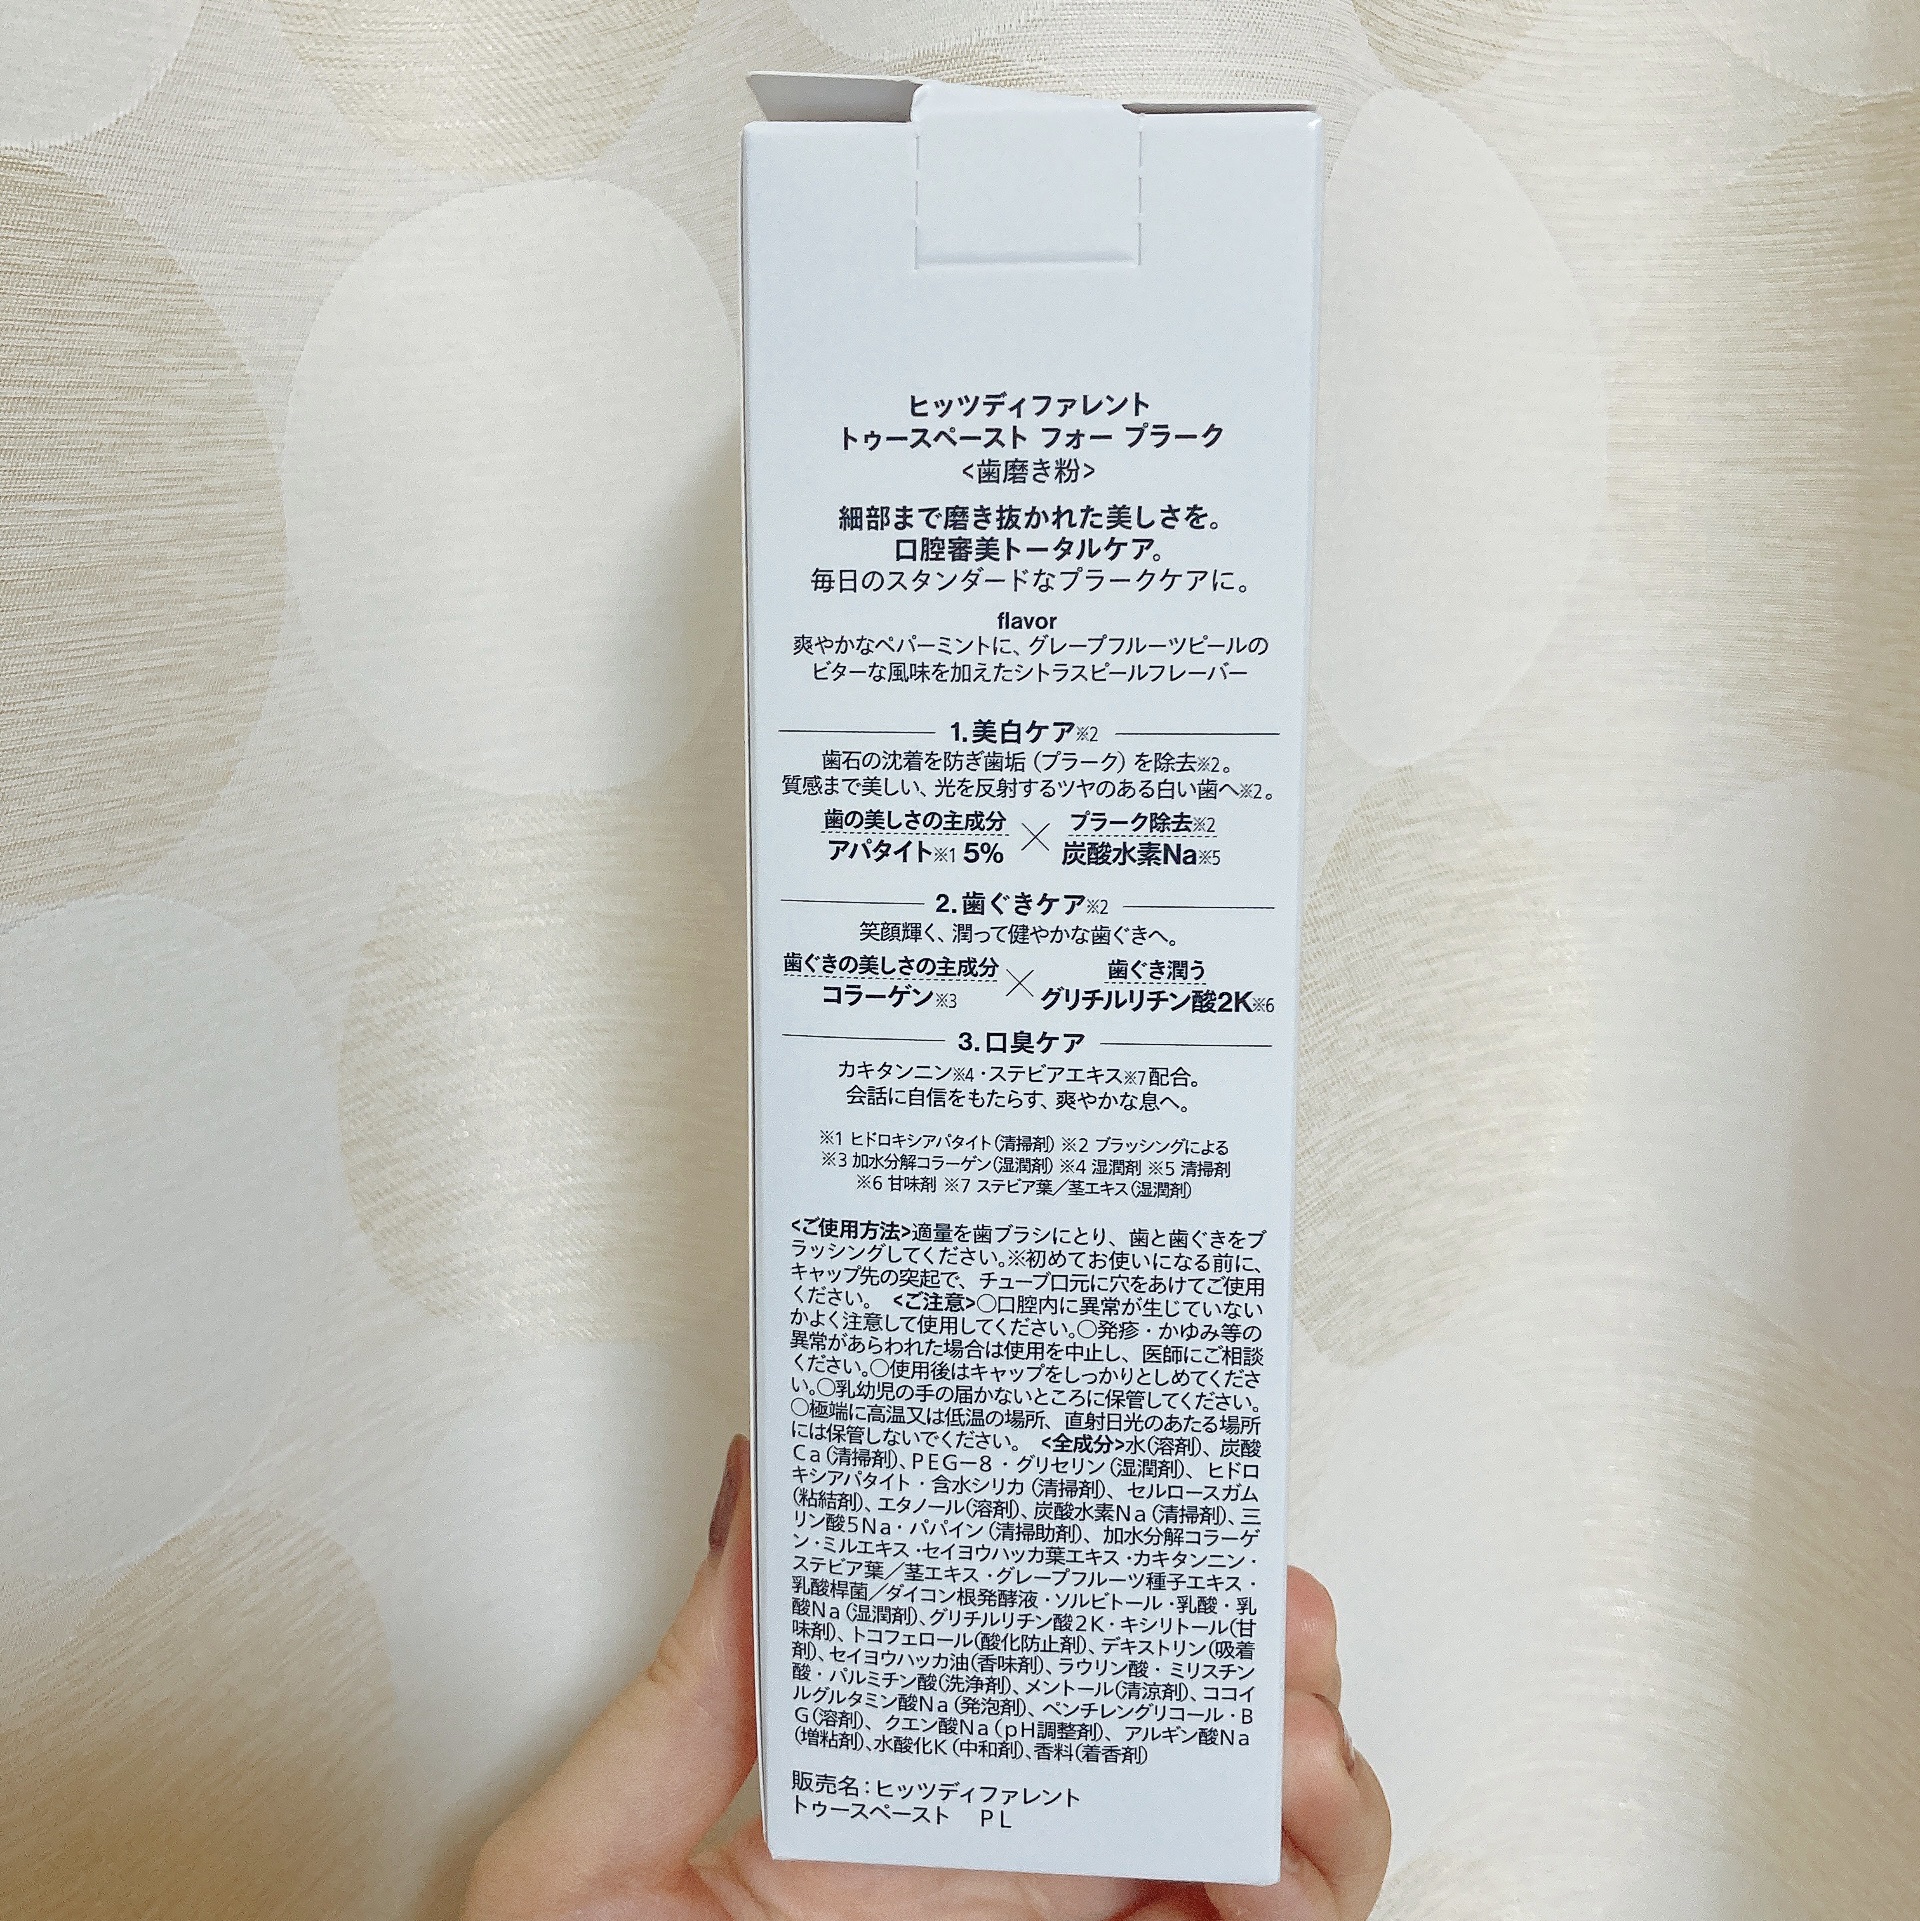 ヒッツディファレント
トゥースペースト フォー プラーク
<歯磨き粉>
細部まで磨き抜かれた美しさを。
口腔審美トータルケア。
毎日のスタンダードなプラークケアに。
flavor
爽やかなペパーミントに、グレープフルーツピールの
ビターな風味を加えたシトラスピールフレーバー
1.美白ケア※2
歯石の沈着を防ぎ歯垢（プラーク）を除去※2。
質感まで美しい、光を反射するツヤのある白い歯へ※2。
歯の美しさの主成分 × プラーク除去※2
アパタイト※1 5% 炭酸水素Na※5
2.歯ぐきケア※2
笑顔輝く、潤って健やかな歯ぐきへ。
歯ぐきの美しさの主成分 × 歯ぐき潤う
コラーゲン※3 グリチルリチン酸2K※6
3.口臭ケア
カキタンニン※4・ステビアエキス※7配合。
会話に自信をもたらす、爽やかな息へ。
※1 ヒドロキシアパタイト（清掃剤） ※2 ブラッシングによる
※3 加水分解コラーゲン（湿潤剤） ※4 湿潤剤 ※5 清掃剤
※6 甘味剤 ※7 ステビア葉／茎エキス（湿潤剤）
<ご使用方法>適量を歯ブラシにとり、歯と歯ぐきをブ
ラッシングしてください。※初めてお使いになる前に、
キャップ先の突起で、チューブ口元に穴をあけてご使用
ください。 <ご注意>○口腔内に異常が生じていない
かよく注意して使用してください。○発疹・かゆみ等の
異常があらわれた場合は使用を中止し、医師にご相談
ください。○使用後はキャップをしっかりとしめてくださ
い。○乳幼児の手の届かないところに保管してください。
○極端に高温又は低温の場所、直射日光のあたる場所
には保管しないでください。 <全成分>水（溶剤）、炭酸
Ca（清掃剤）、PEG－8・グリセリン（湿潤剤）、ヒドロ
キシアパタイト・含水シリカ（清掃剤）、セルロースガム
（粘結剤）、エタノール（溶剤）、炭酸水素Na（清掃剤）、三
リン酸5Na・パパイン（清掃助剤）、加水分解コラーゲ
ン・ミルエキス・セイヨウハッカ葉エキス・カキタンニン・
ステビア葉／茎エキス・グレープフルーツ種子エキス・
乳酸桿菌／ダイコン根発酵液・ソルビトール・乳酸・乳
酸Na（湿潤剤）、グリチルリチン酸2K・キシリトール（甘
味剤）、トコフェロール（酸化防止剤）、デキストリン（吸着
剤）、セイヨウハッカ油（香味剤）、ラウリン酸・ミリスチン
酸・パルミチン酸（洗浄剤）、メントール（清涼剤）、ココイ
ルグルタミン酸Na（発泡剤）、ペンチレングリコール・B
G（溶剤）、クエン酸Na（pH調整剤）、アルギン酸Na
（増粘剤）、水酸化K（中和剤）、香料（着香剤）
販売名：ヒッツディファレント
トゥースペースト PL